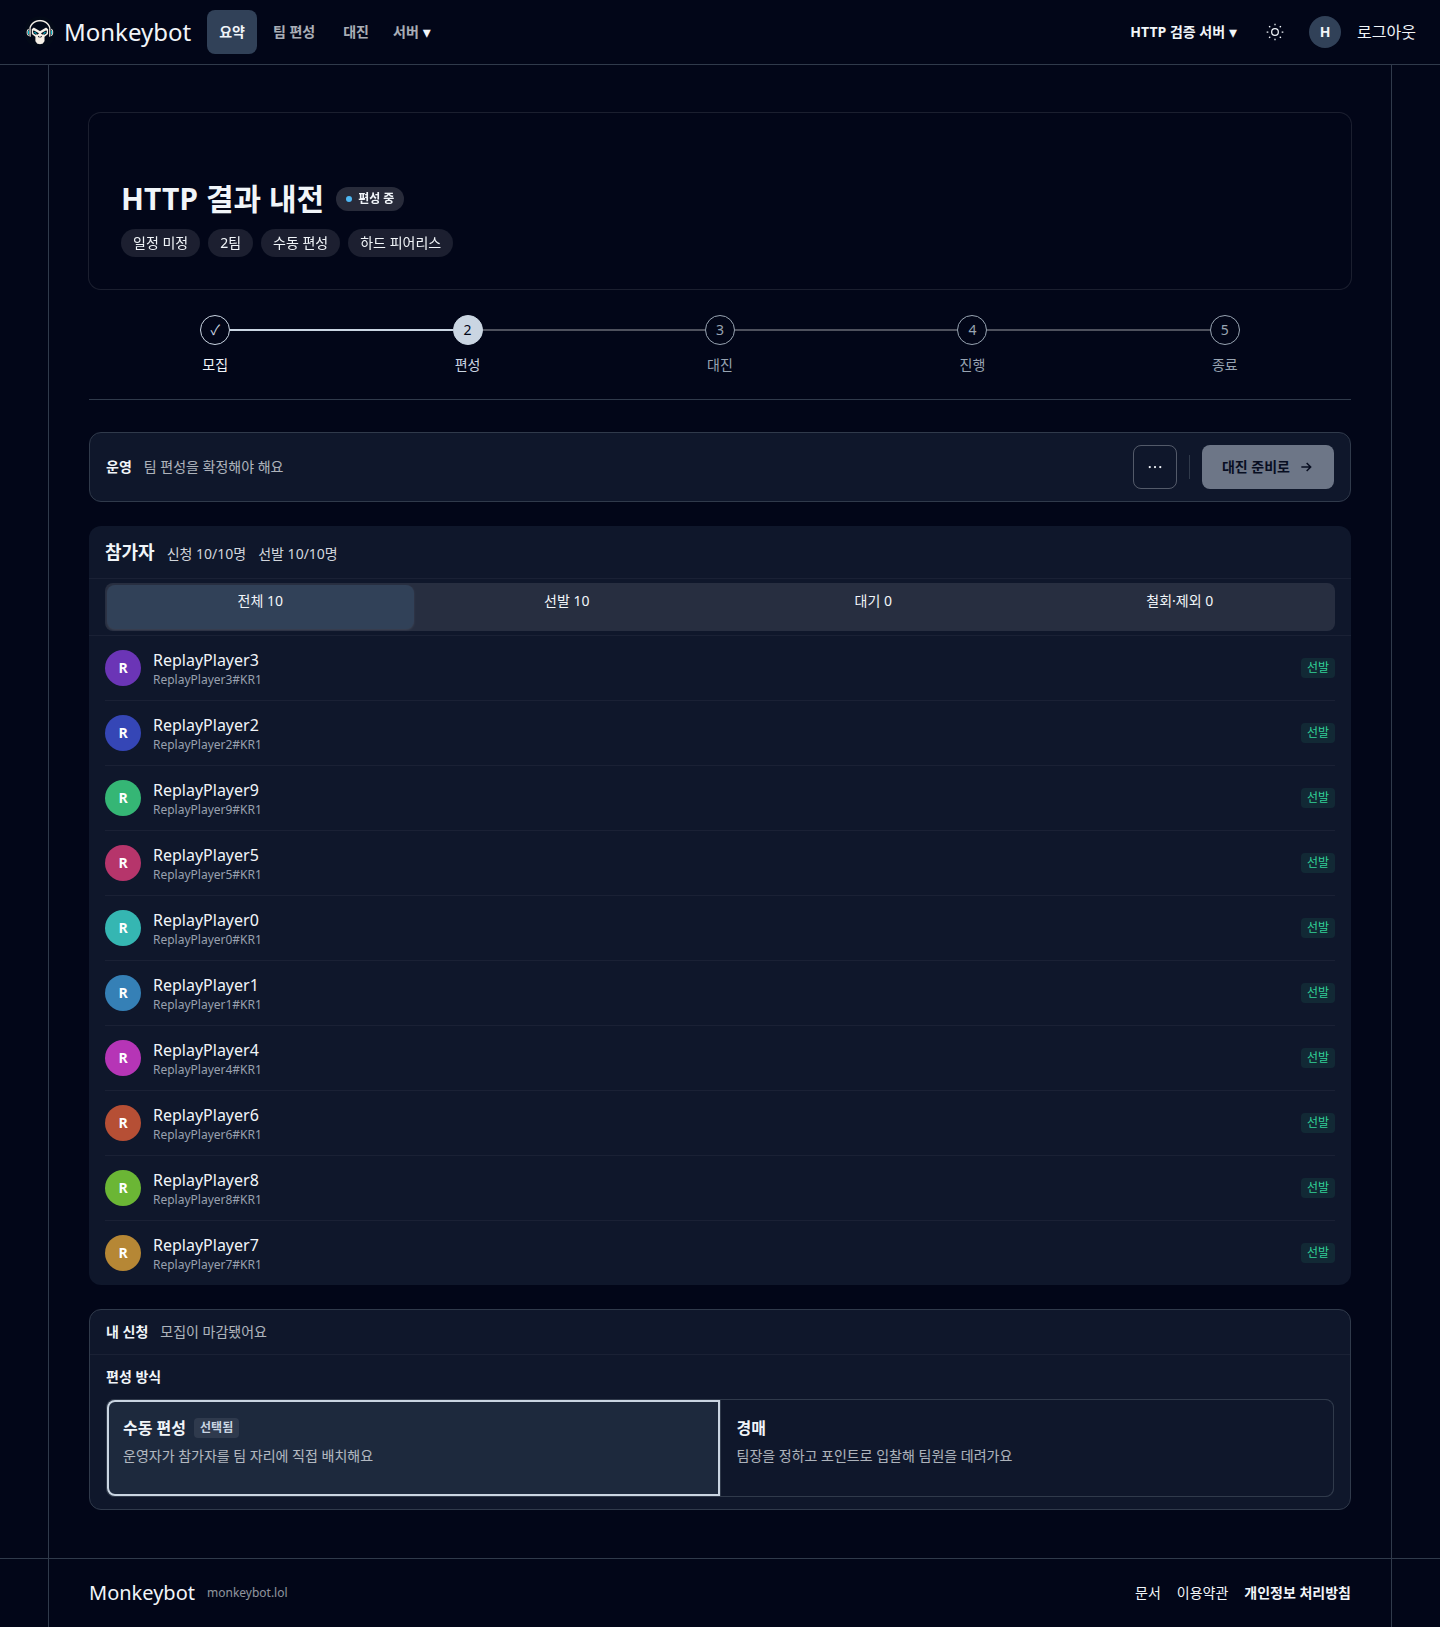 Monkeybot 요약 팀 편성 대진 서버 ▾ HTTP 검증 서버 ▾ H 로그아웃
HTTP 결과 내전 편성 중
일정 미정 2팀 수동 편성 하드 피어리스
✓ 2 3 4 5
모집 편성 대진 진행 종료
운영 팀 편성을 확정해야 해요 ⋯ 대진 준비로 →
참가자 신청 10/10명 선발 10/10명
전체 10 선발 10 대기 0 철회·제외 0
R ReplayPlayer3 선발
ReplayPlayer3#KR1
R ReplayPlayer2 선발
ReplayPlayer2#KR1
R ReplayPlayer9 선발
ReplayPlayer9#KR1
R ReplayPlayer5 선발
ReplayPlayer5#KR1
R ReplayPlayer0 선발
ReplayPlayer0#KR1
R ReplayPlayer1 선발
ReplayPlayer1#KR1
R ReplayPlayer4 선발
ReplayPlayer4#KR1
R ReplayPlayer6 선발
ReplayPlayer6#KR1
R ReplayPlayer8 선발
ReplayPlayer8#KR1
R ReplayPlayer7 선발
ReplayPlayer7#KR1
내 신청 모집이 마감됐어요
편성 방식
수동 편성 선택됨
운영자가 참가자를 팀 자리에 직접 배치해요
경매
팀장을 정하고 포인트로 입찰해 팀원을 데려가요
Monkeybot monkeybot.lol 문서 이용약관 개인정보 처리방침